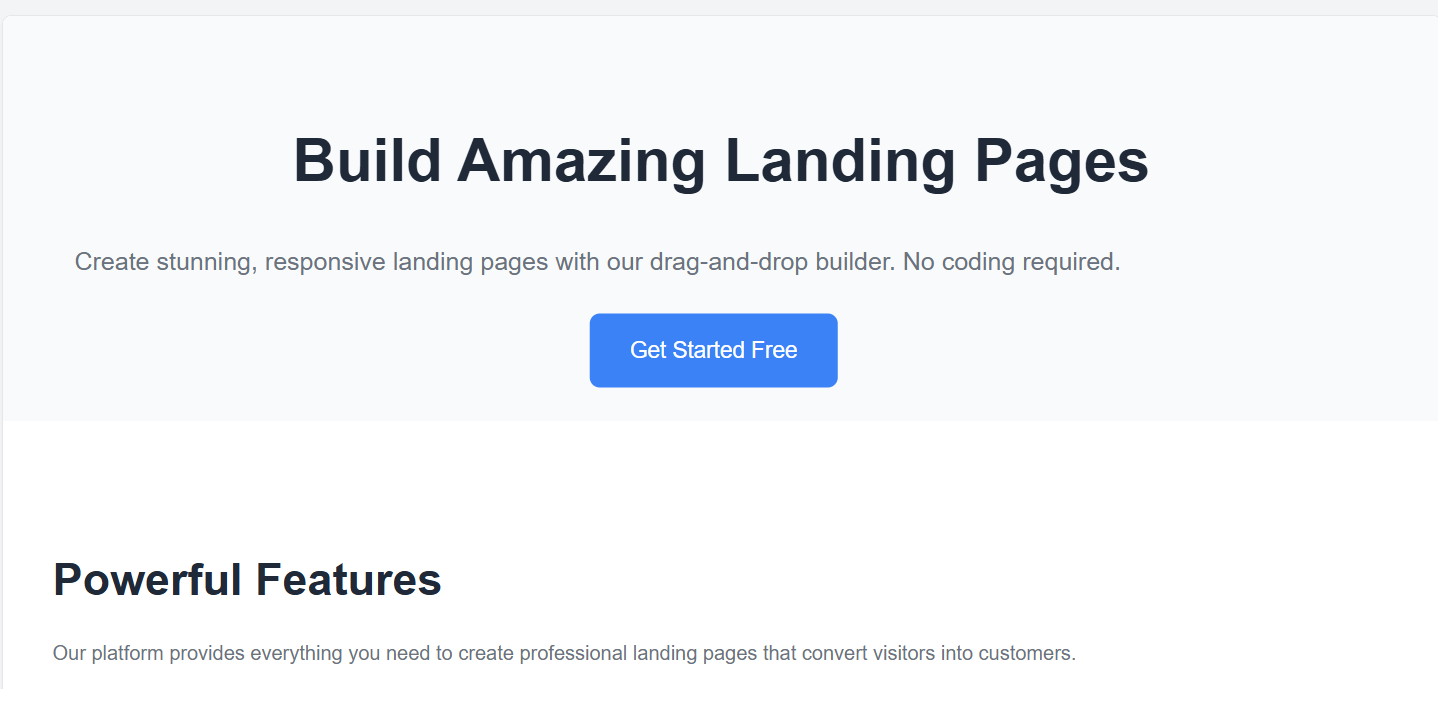 Build Amazing Landing Pages
Create stunning, responsive landing pages with our drag-and-drop builder. No coding required.
Get Started Free
Powerful Features
Our platform provides everything you need to create professional landing pages that convert visitors into customers.